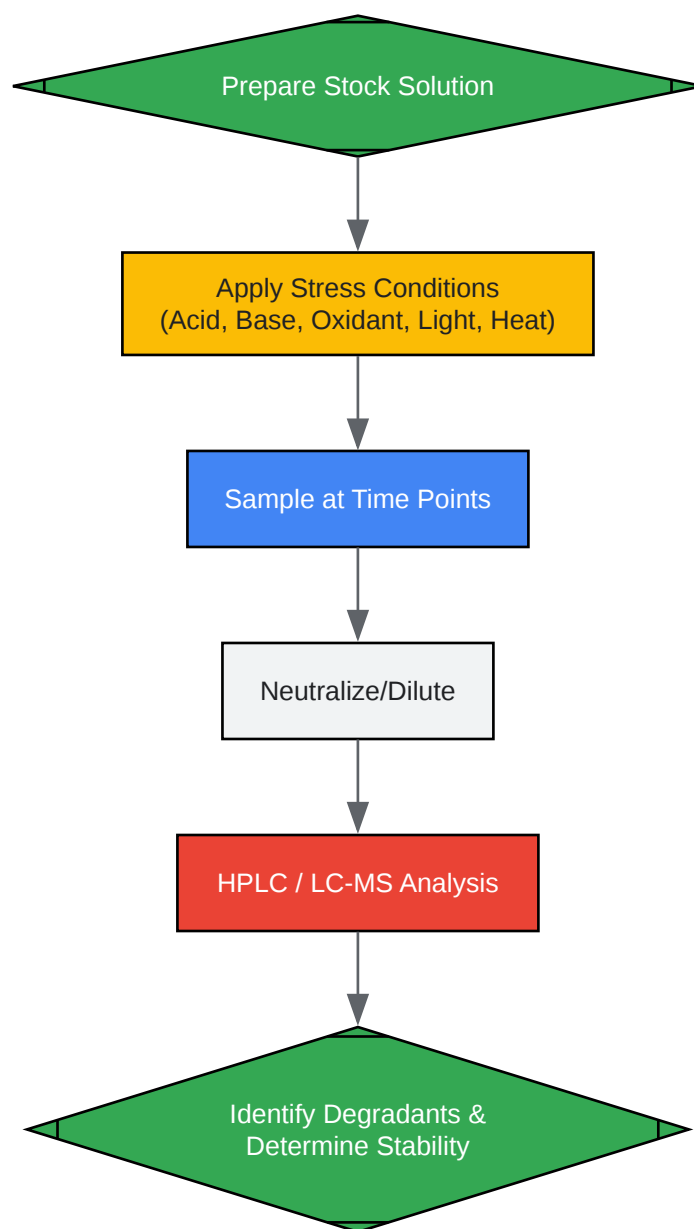 Prepare Stock Solution
Apply Stress Conditions
(Acid, Base, Oxidant, Light, Heat)
Sample at Time Points
Neutralize/Dilute
HPLC / LC-MS Analysis
Identify Degradants &
Determine Stability